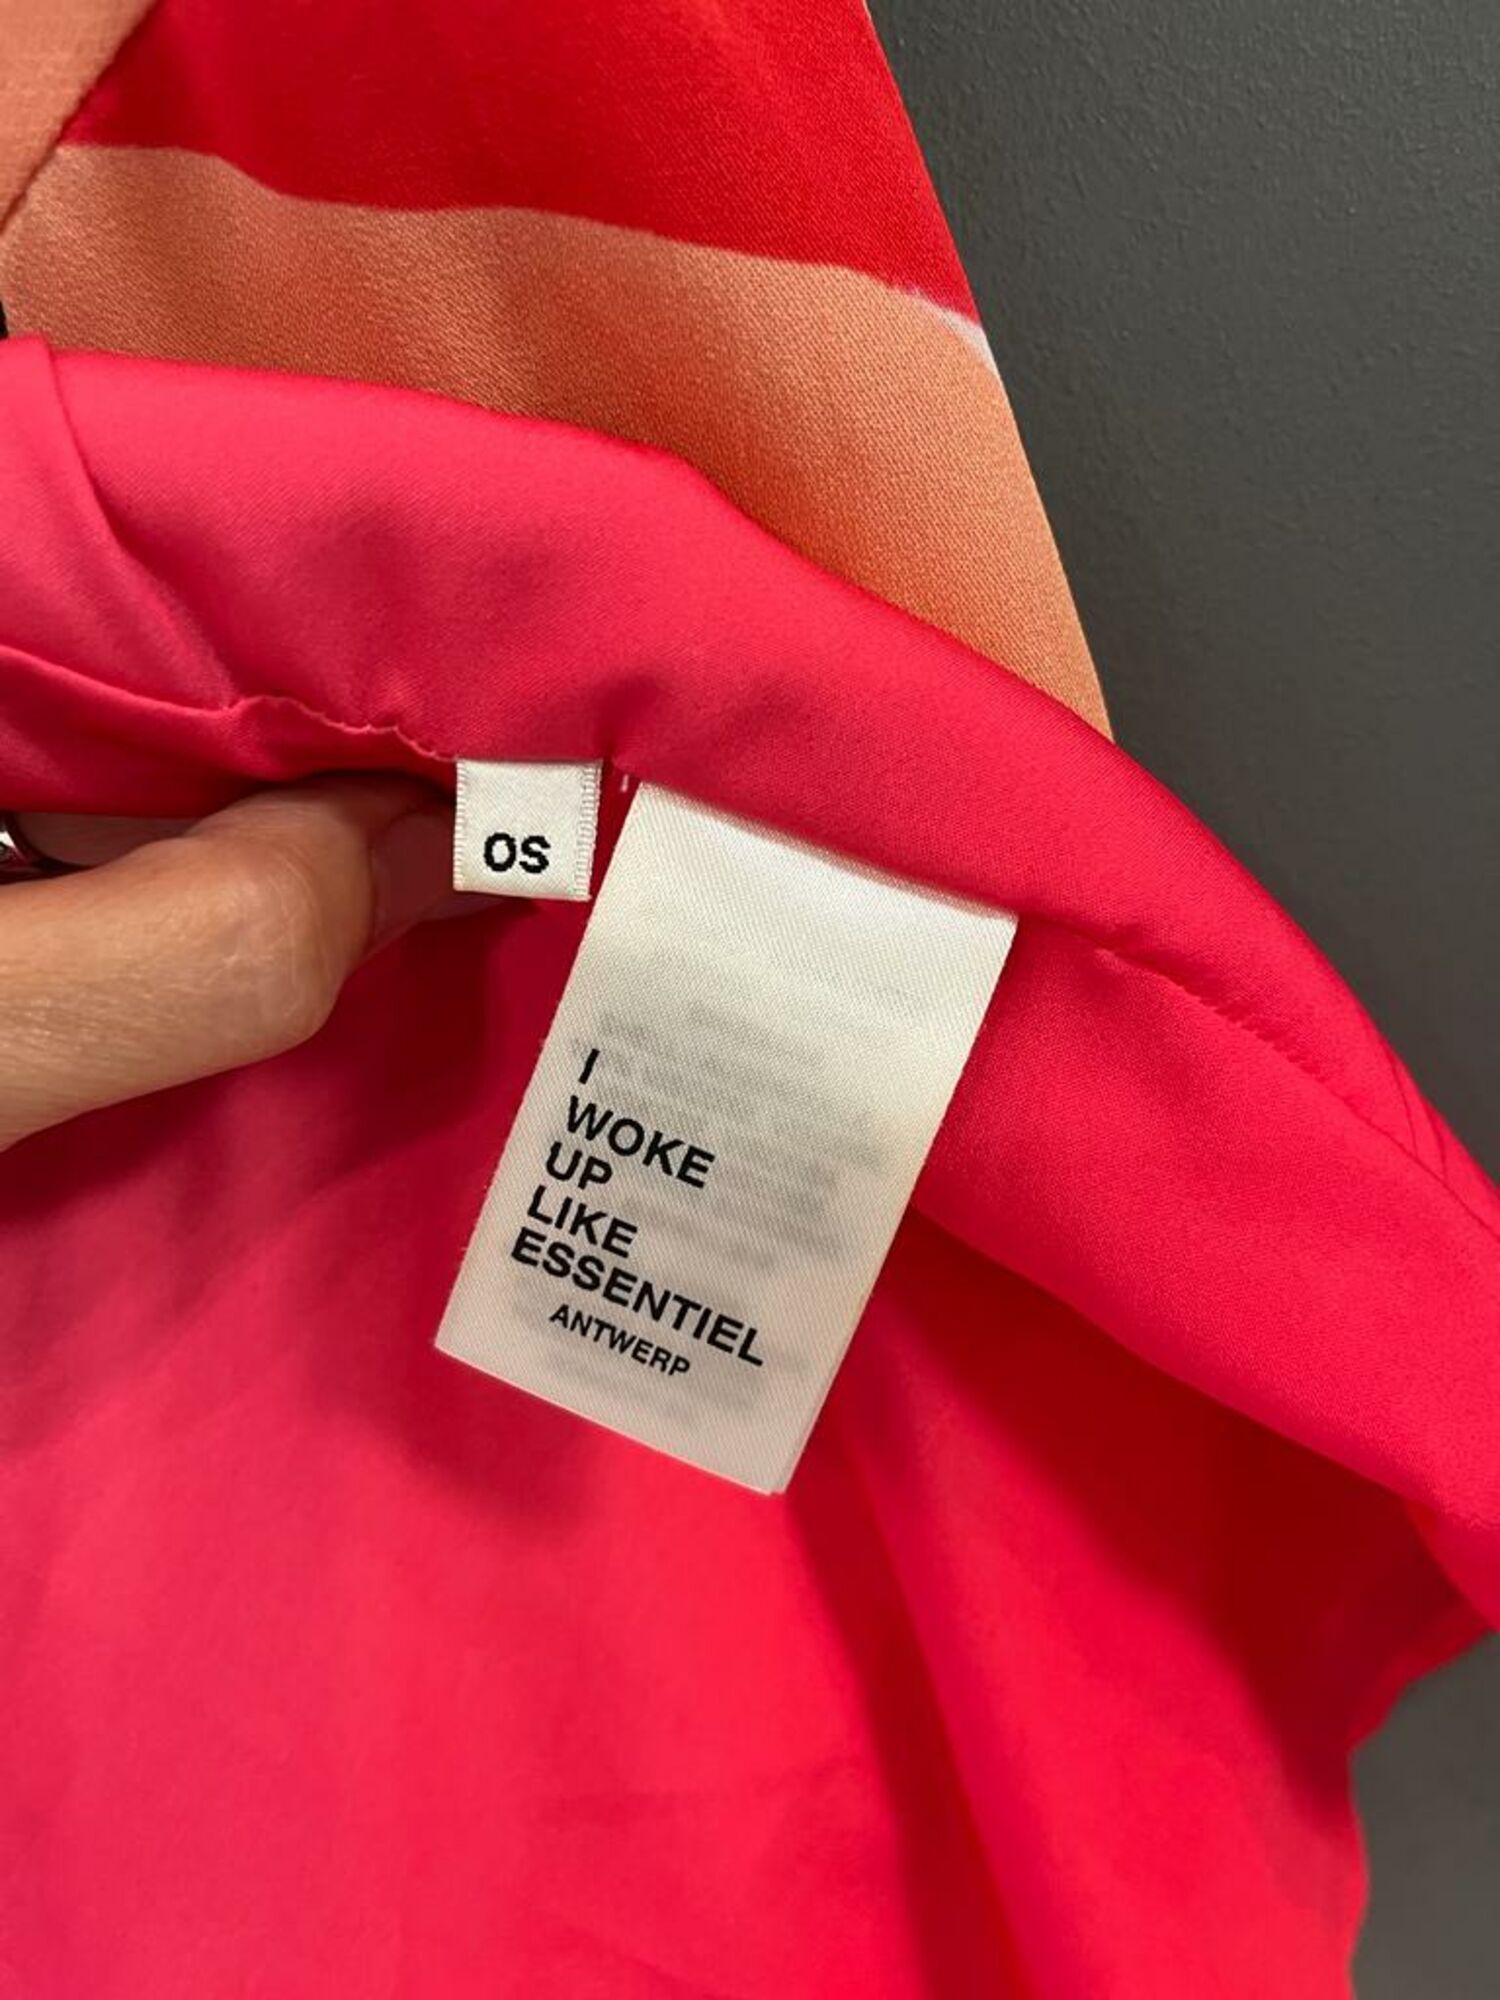 OS
I
WOKE
UP
LIKE
ESSENTIEL
ANTWERP